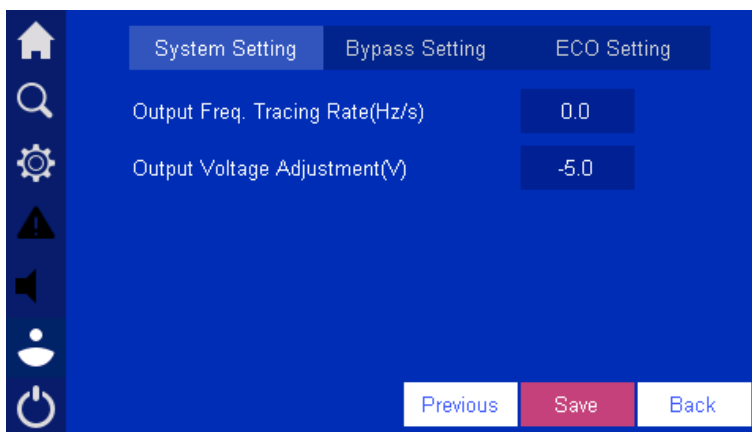 System Setting Bypass Setting ECO Setting
Output Freq. Tracing Rate(Hz/s) 0.0
Output Voltage Adjustment(V) -5.0
Previous Save Back